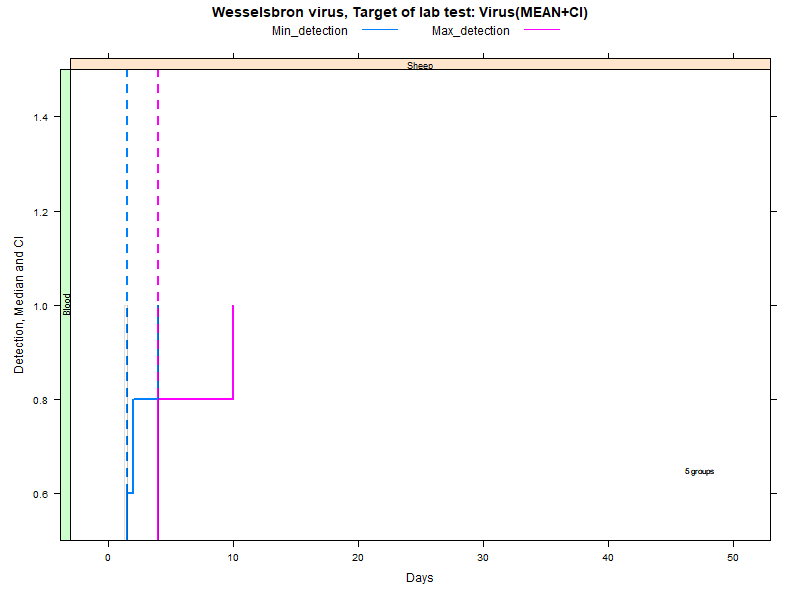 Wesselsbron virus, Target of lab test: Virus(MEAN+CI)
Min_detection Max_detection
Sheep
Detection, Median and CI
Blood
1.4
1.2
1.0
0.8
0.6
5 groups
0 10 20 30 40 50
Days